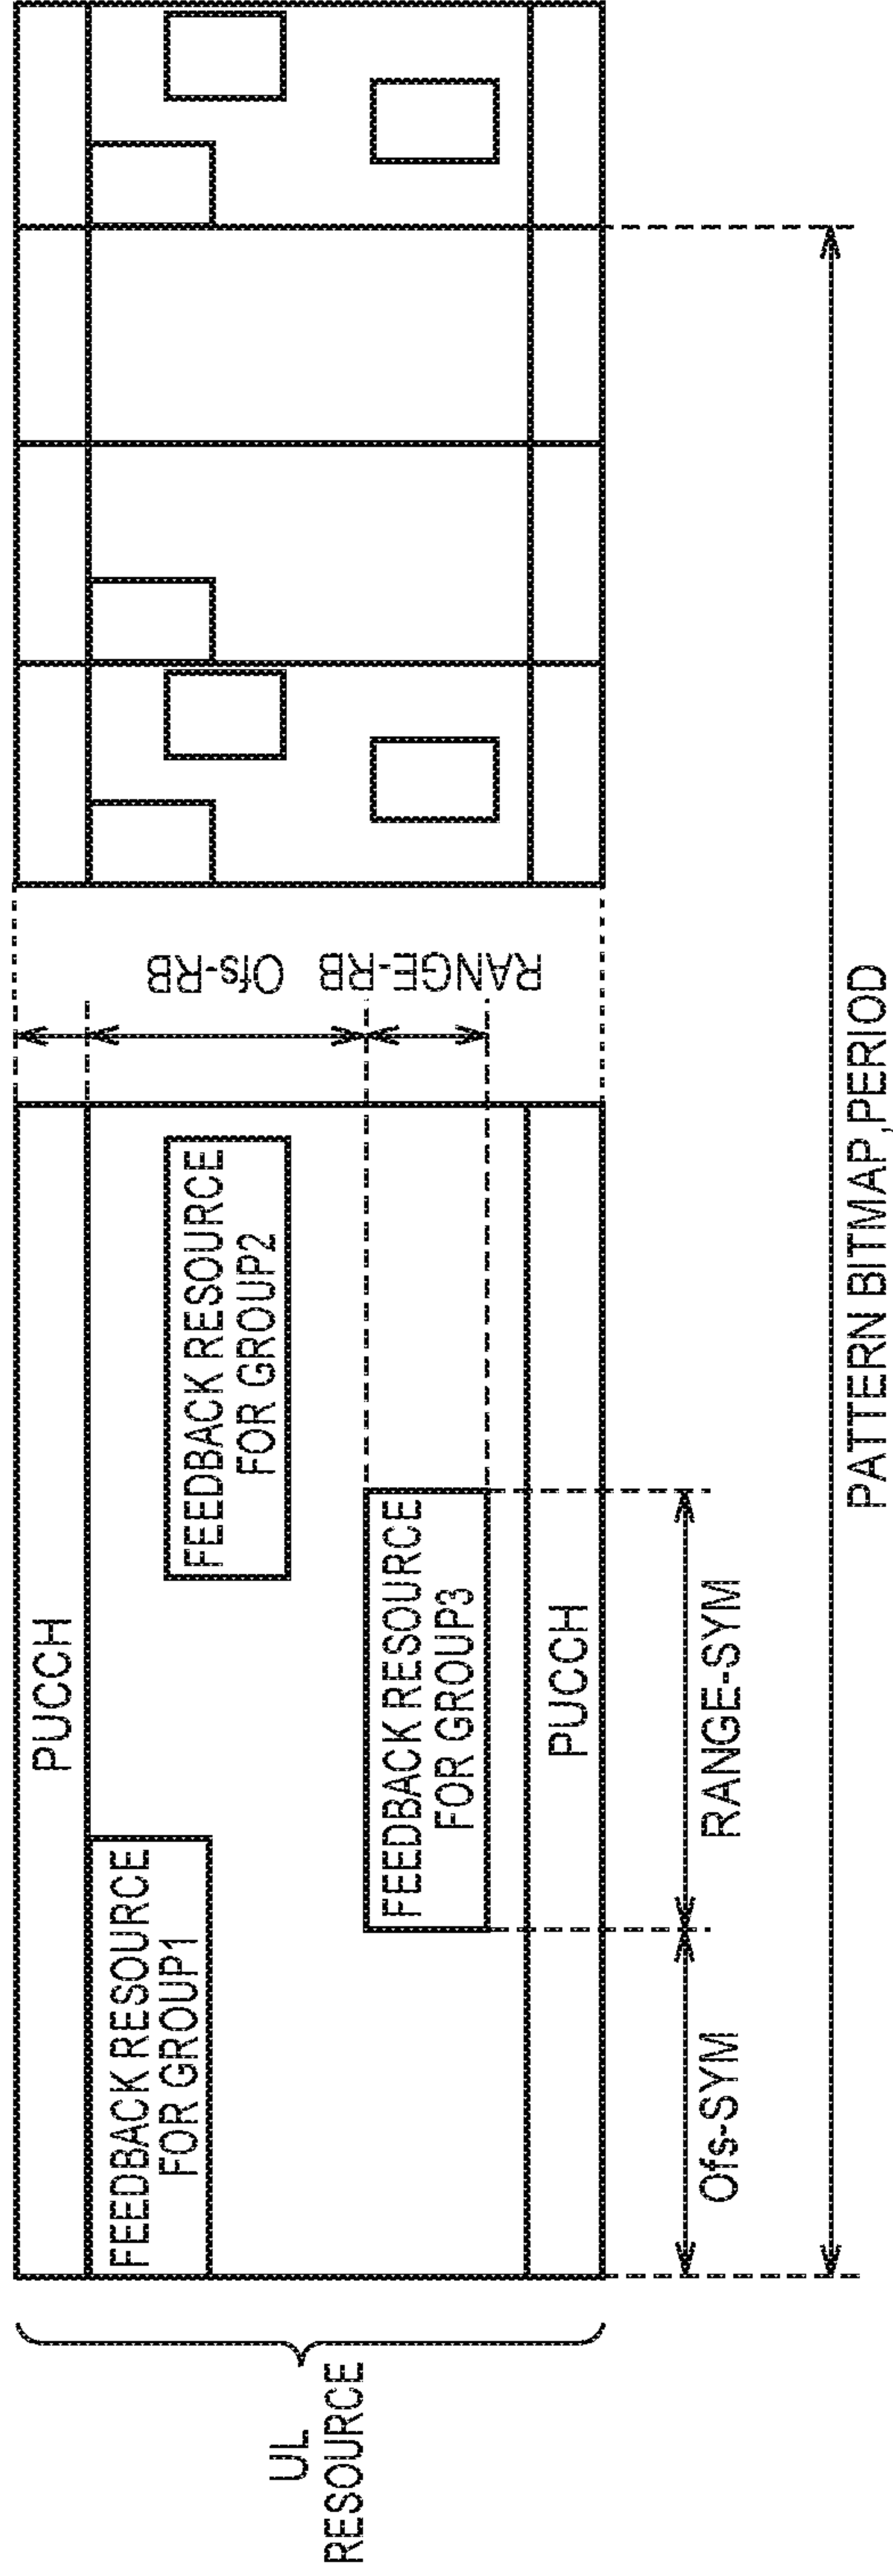 UL
RESOURCE
PUCCH
FEEDBACK RESOURCE
FOR GROUP1
FEEDBACK RESOURCE
FOR GROUP2
FEEDBACK RESOURCE
FOR GROUP3
PUCCH
Ofs-RB
RANGE-RB
Ofs-SYM
RANGE-SYM
PATTERN BITMAP,PERIOD